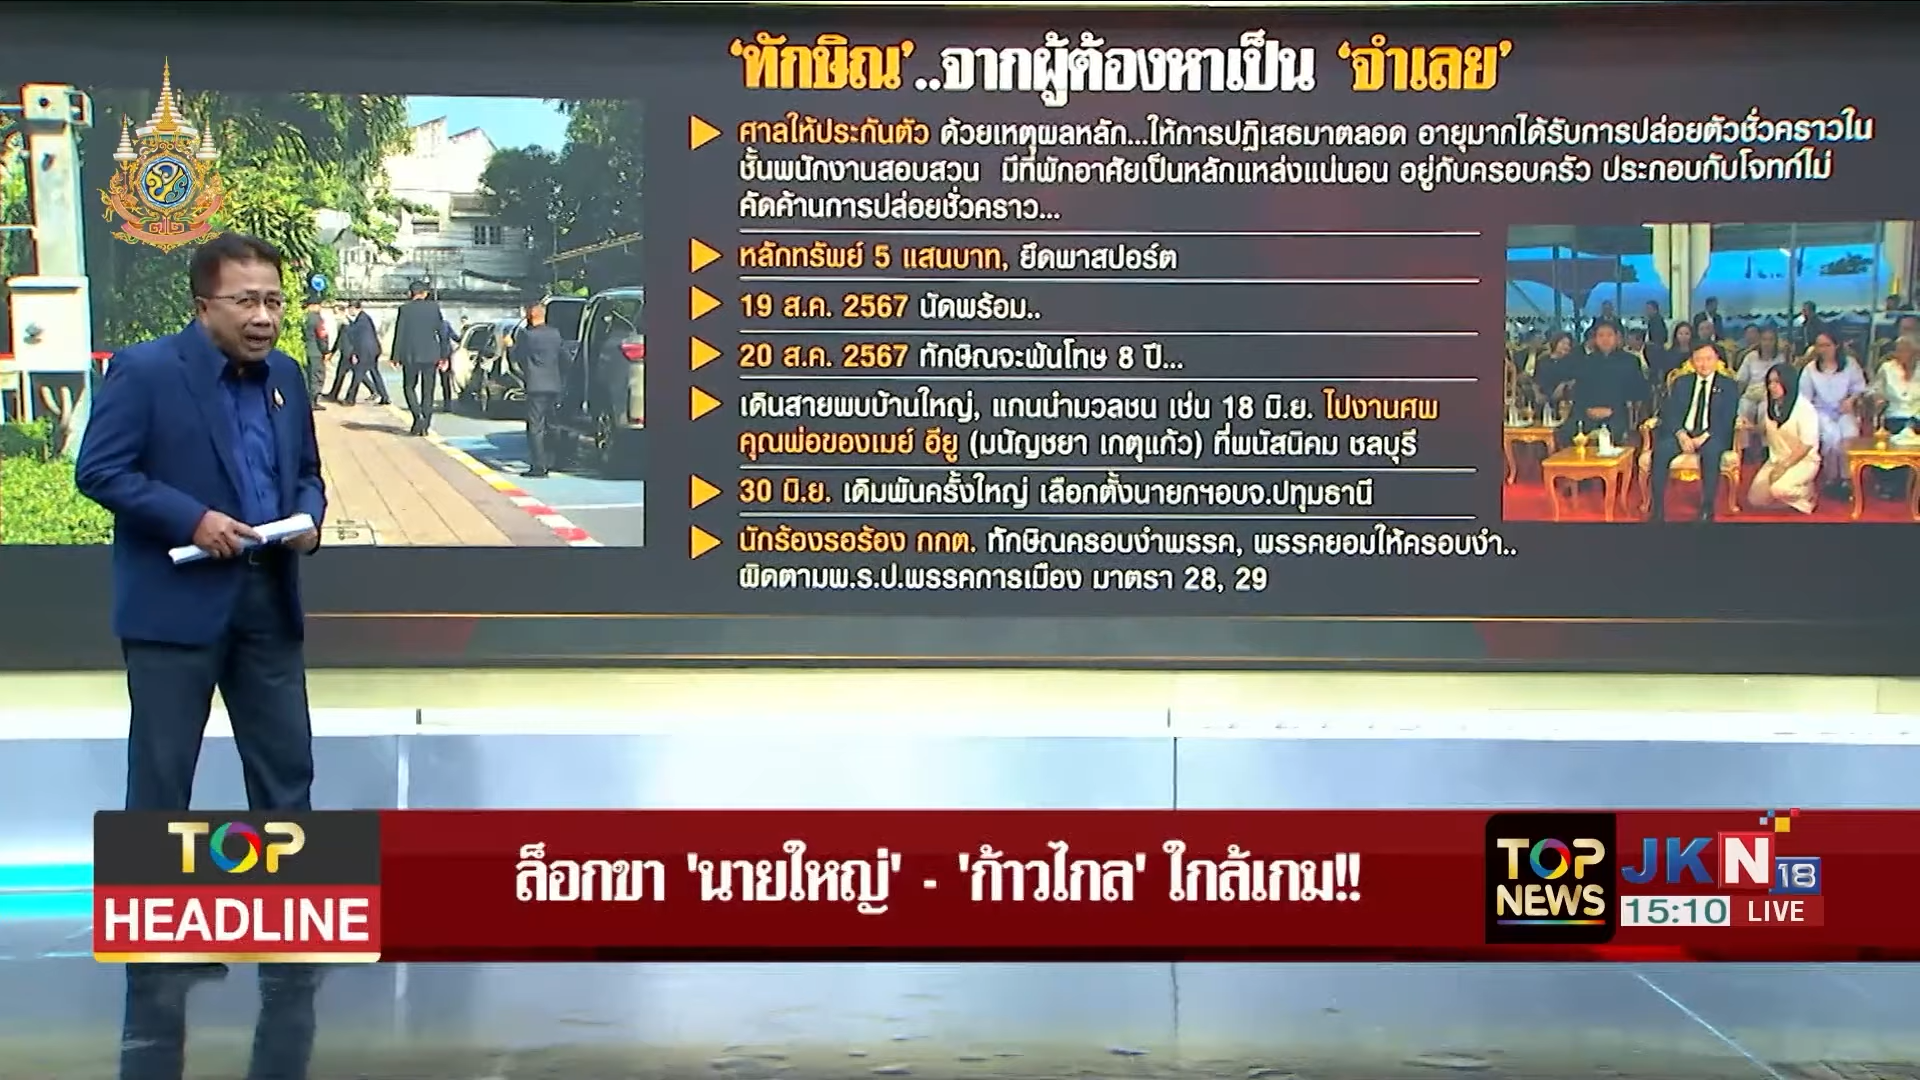 ‘ทักษิณ’..จากผู้ต้องหาเป็น ‘จำเลย’
ศาลให้ประกันตัว ด้วยเหตุผลหลัก...ให้การปฏิเสธมาตลอด อายุมากได้รับการปล่อยตัวชั่วคราวใน
ชั้นพนักงานสอบสวน มีที่พักอาศัยเป็นหลักแหล่งแน่นอน อยู่กับครอบครัว ประกอบกับโจทก์ไม่
คัดค้านการปล่อยชั่วคราว...
หลักทรัพย์ 5 แสนบาท, ยึดพาสปอร์ต
19 ส.ค. 2567 นัดพร้อม..
20 ส.ค. 2567 ทักษิณจะพ้นโทษ 8 ปี...
เดินสายพบบ้านใหญ่, แกนนำมวลชน เช่น 18 มิ.ย. ไปงานศพ
คุณพ่อของเมย์ อียู (มนัญชยา เกตุแก้ว) ที่พนัสนิคม ชลบุรี
30 มิ.ย. เดิมพันครั้งใหญ่ เลือกตั้งนายกฯอบจ.ปทุมธานี
นักร้องรอร้อง กกต. ทักษิณครอบงำพรรค, พรรคยอมให้ครอบงำ..
ผิดตามพ.ร.ป.พรรคการเมือง มาตรา 28, 29
TOP
HEADLINE
ล็อกขา 'นายใหญ่' - 'ก้าวไกล' ใกล้เกม!!
TOP
NEWS
JKN18
15:10 LIVE